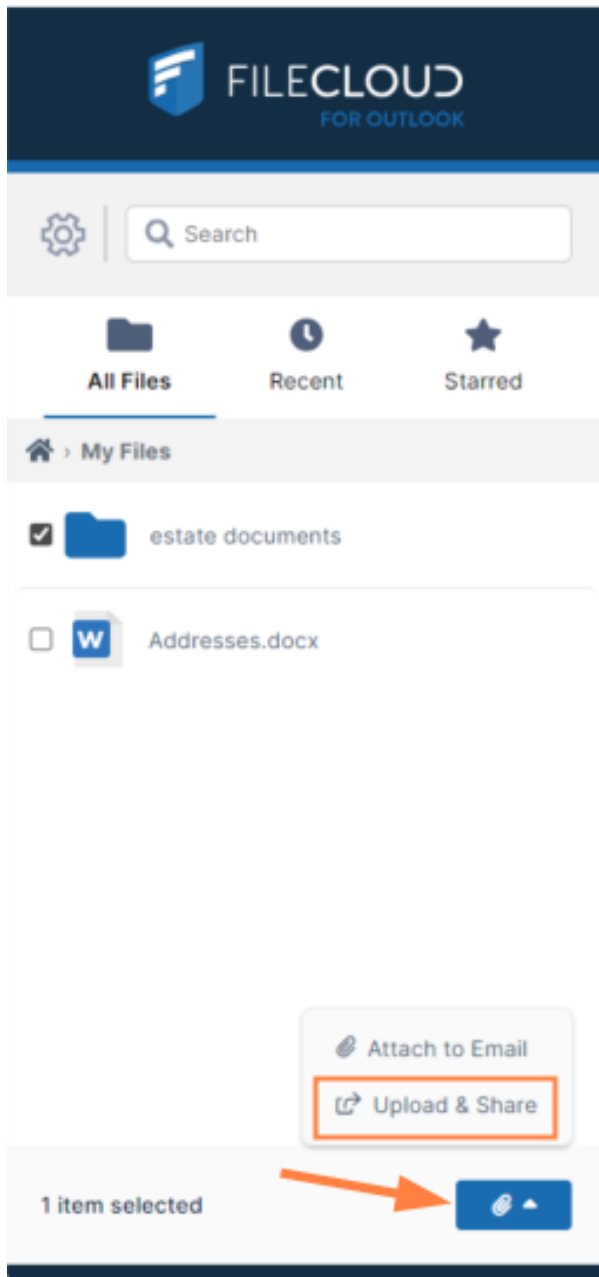 FILECLOUD
FOR OUTLOOK
Search
All Files Recent Starred
My Files
estate documents
W Addresses.docx
Attach to Email
Upload & Share
1 item selected